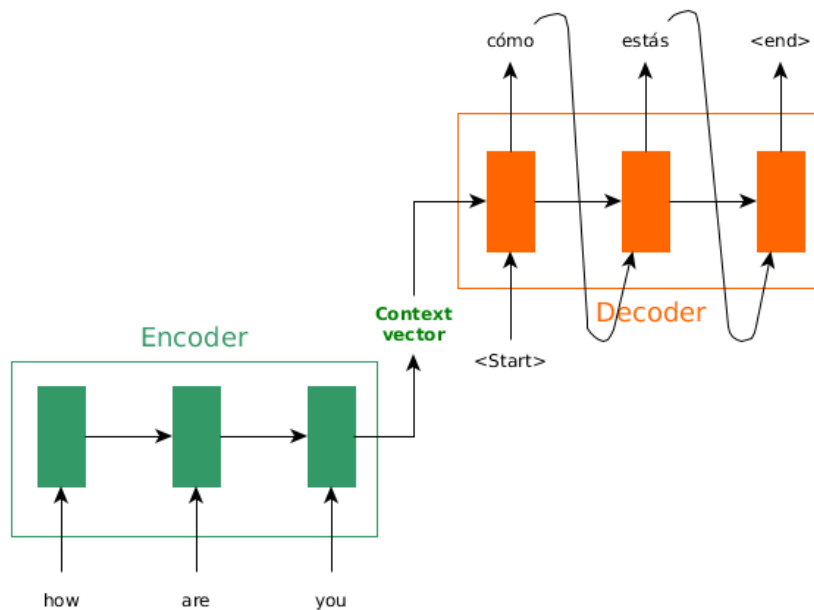 cómo estás <end>
Context
vector
Decoder
Encoder
<Start>
how are you